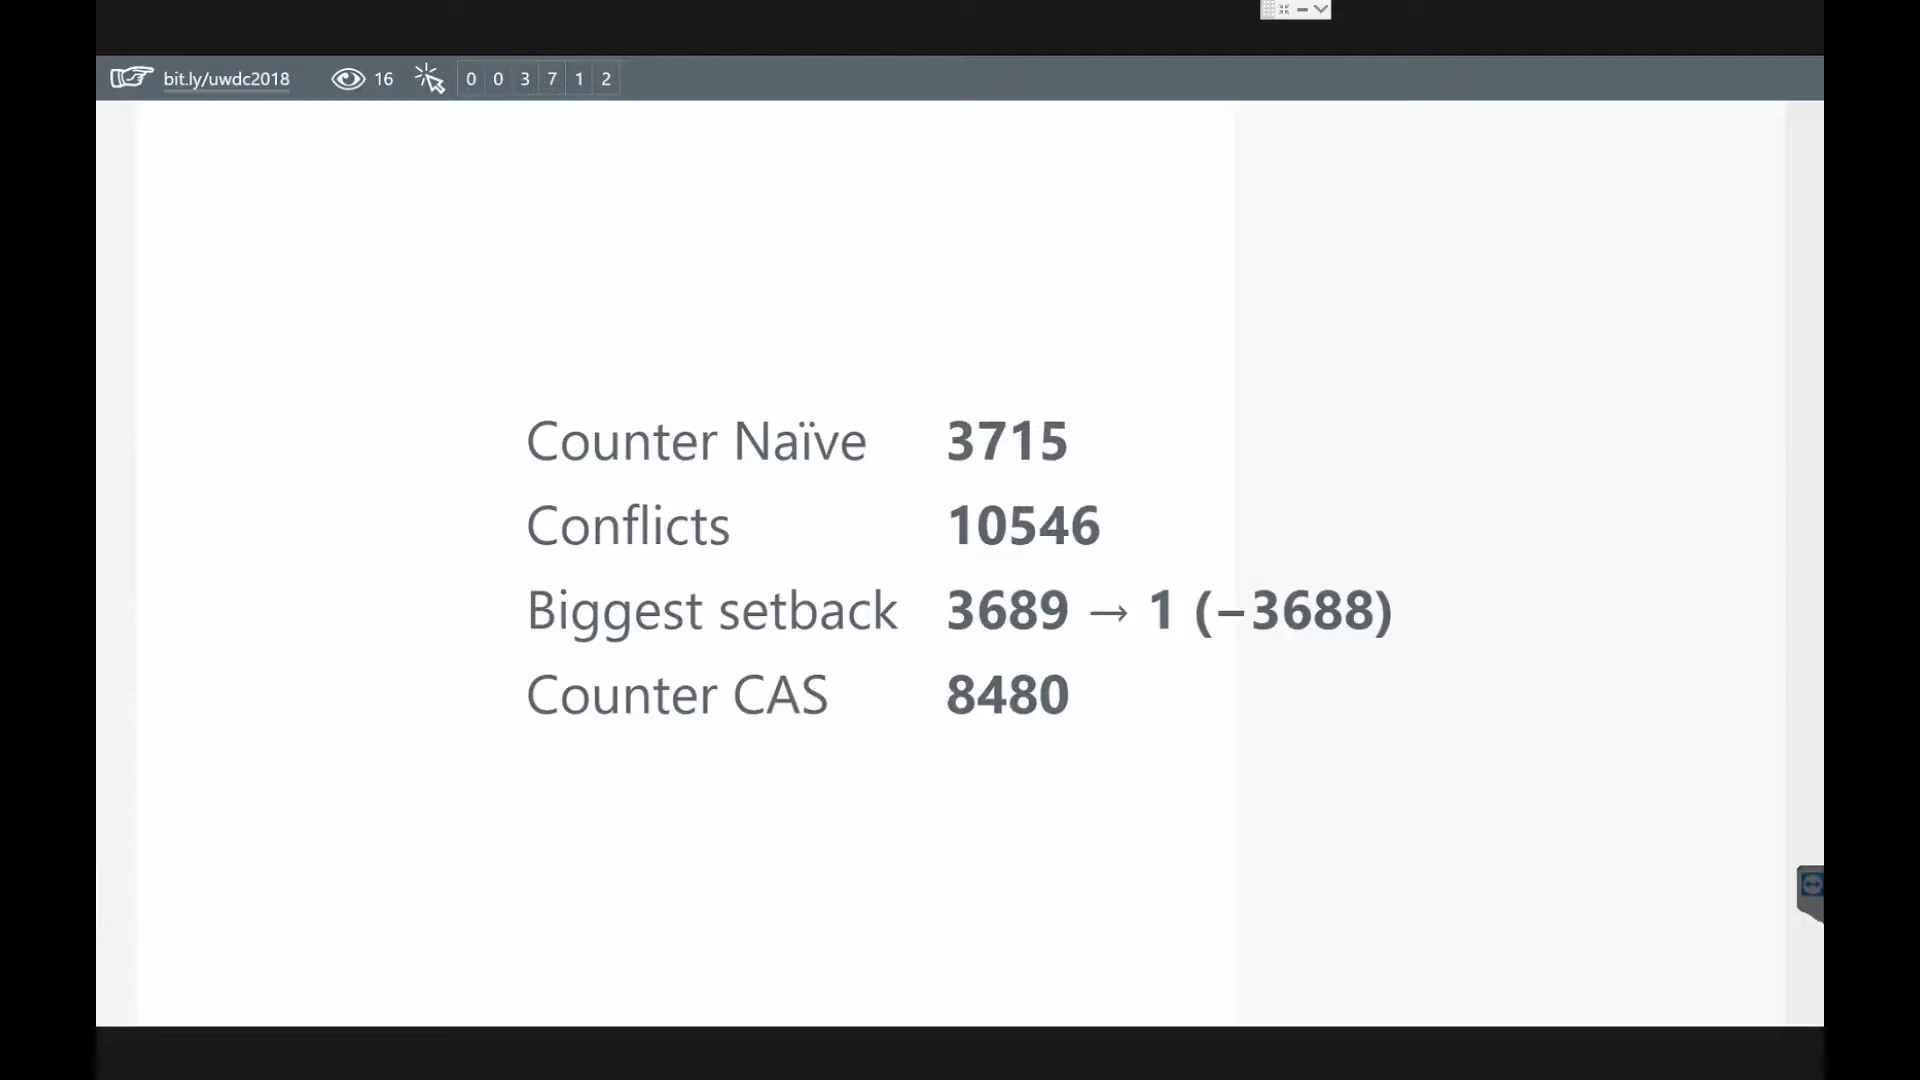 bit.ly/uwdc2018 16 0 0 3 7 1 2
Counter Naïve 3715
Conflicts 10546
Biggest setback 3689 → 1 (−3688)
Counter CAS 8480